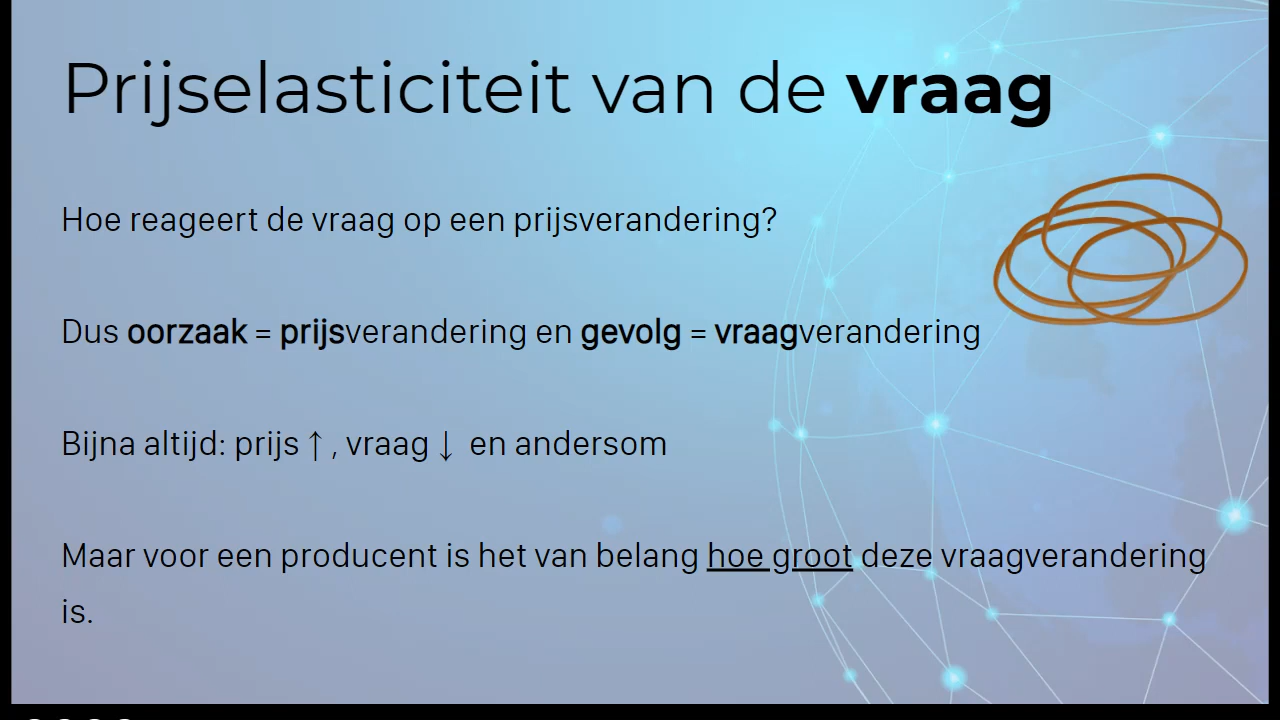 Prijselasticiteit van de vraag
Hoe reageert de vraag op een prijsverandering?
Dus oorzaak = prijsverandering en gevolg = vraagverandering
Bijna altijd: prijs ↑ , vraag ↓ en andersom
Maar voor een producent is het van belang hoe groot deze vraagverandering
is.